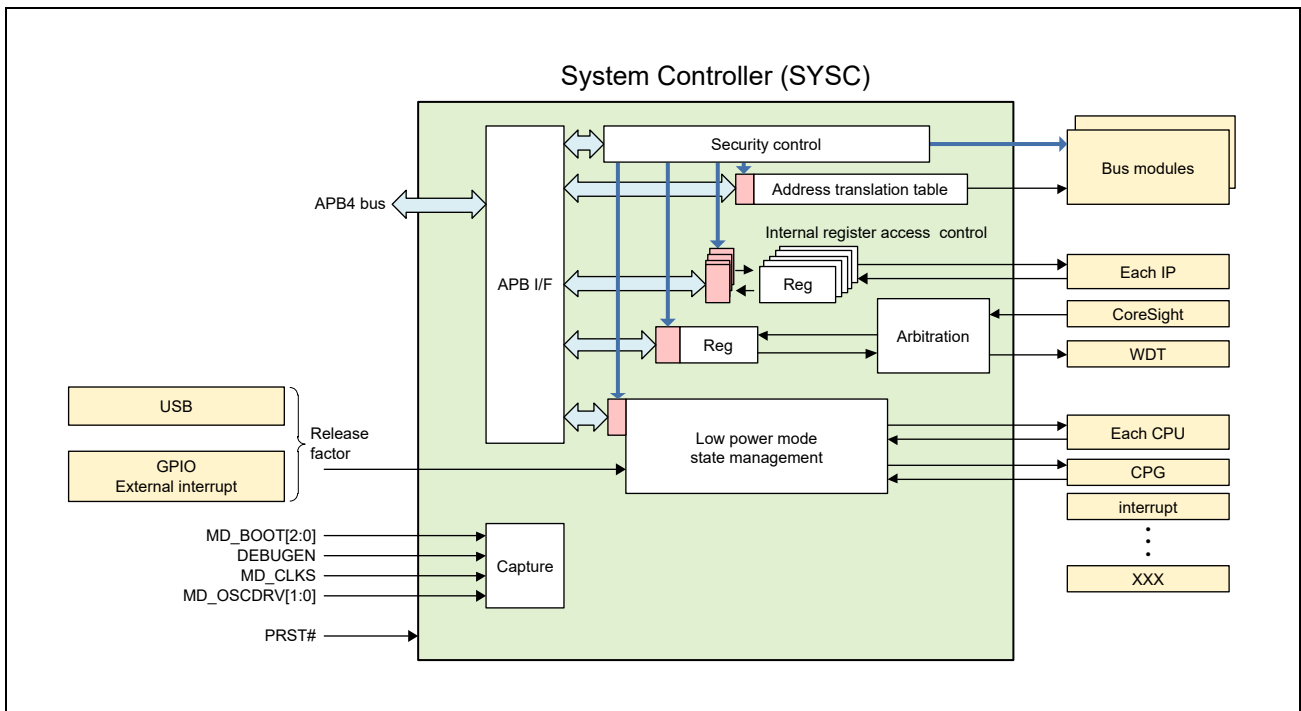 System Controller (SYSC)
Security control
Bus modules
Address translation table
APB4 bus
Internal register access control
APB I/F
Reg
Each IP
CoreSight
Reg
Arbitration
WDT
USB
Release
factor
GPIO
External interrupt
Low power mode
state management
Each CPU
CPG
interrupt
XXX
MD_BOOT[2:0]
DEBUGEN
MD_CLKS
MD_OSCDRV[1:0]
Capture
PRST#